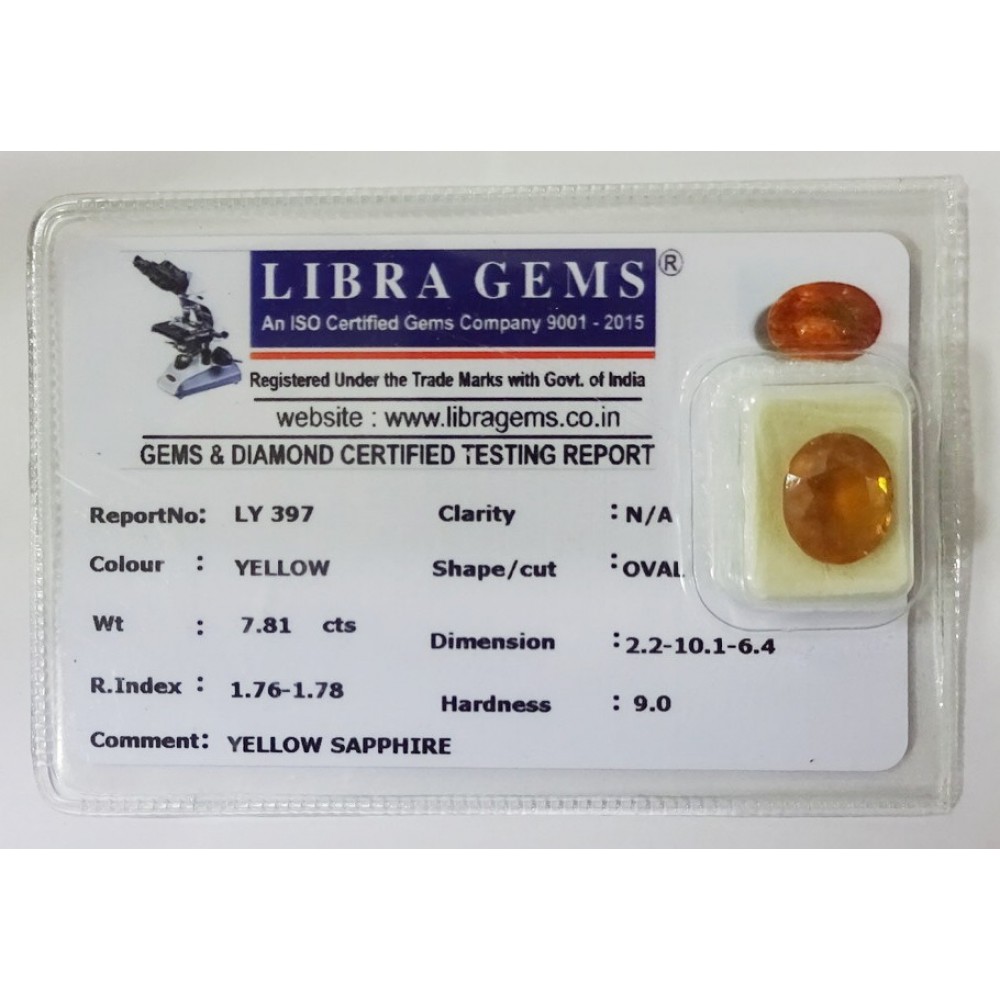 LIBRA GEMS®
An ISO Certified Gems Company 9001 - 2015
Registered Under the Trade Marks with Govt. of India
website : www.libragems.co.in
GEMS & DIAMOND CERTIFIED TESTING REPORT
ReportNo: LY 397 Clarity : N/A
Colour : YELLOW Shape/cut : OVAL
Wt : 7.81 cts Dimension : 2.2-10.1-6.4
R.Index : 1.76-1.78 Hardness : 9.0
Comment: YELLOW SAPPHIRE